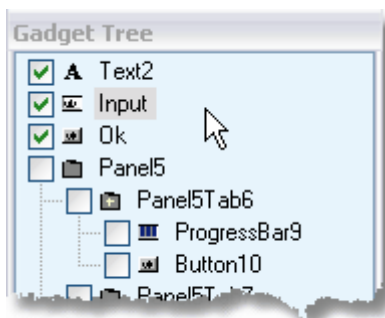 Gadget Tree
A Text2
Input
Ok
Panel5
Panel5Tab6
ProgressBar9
Button10